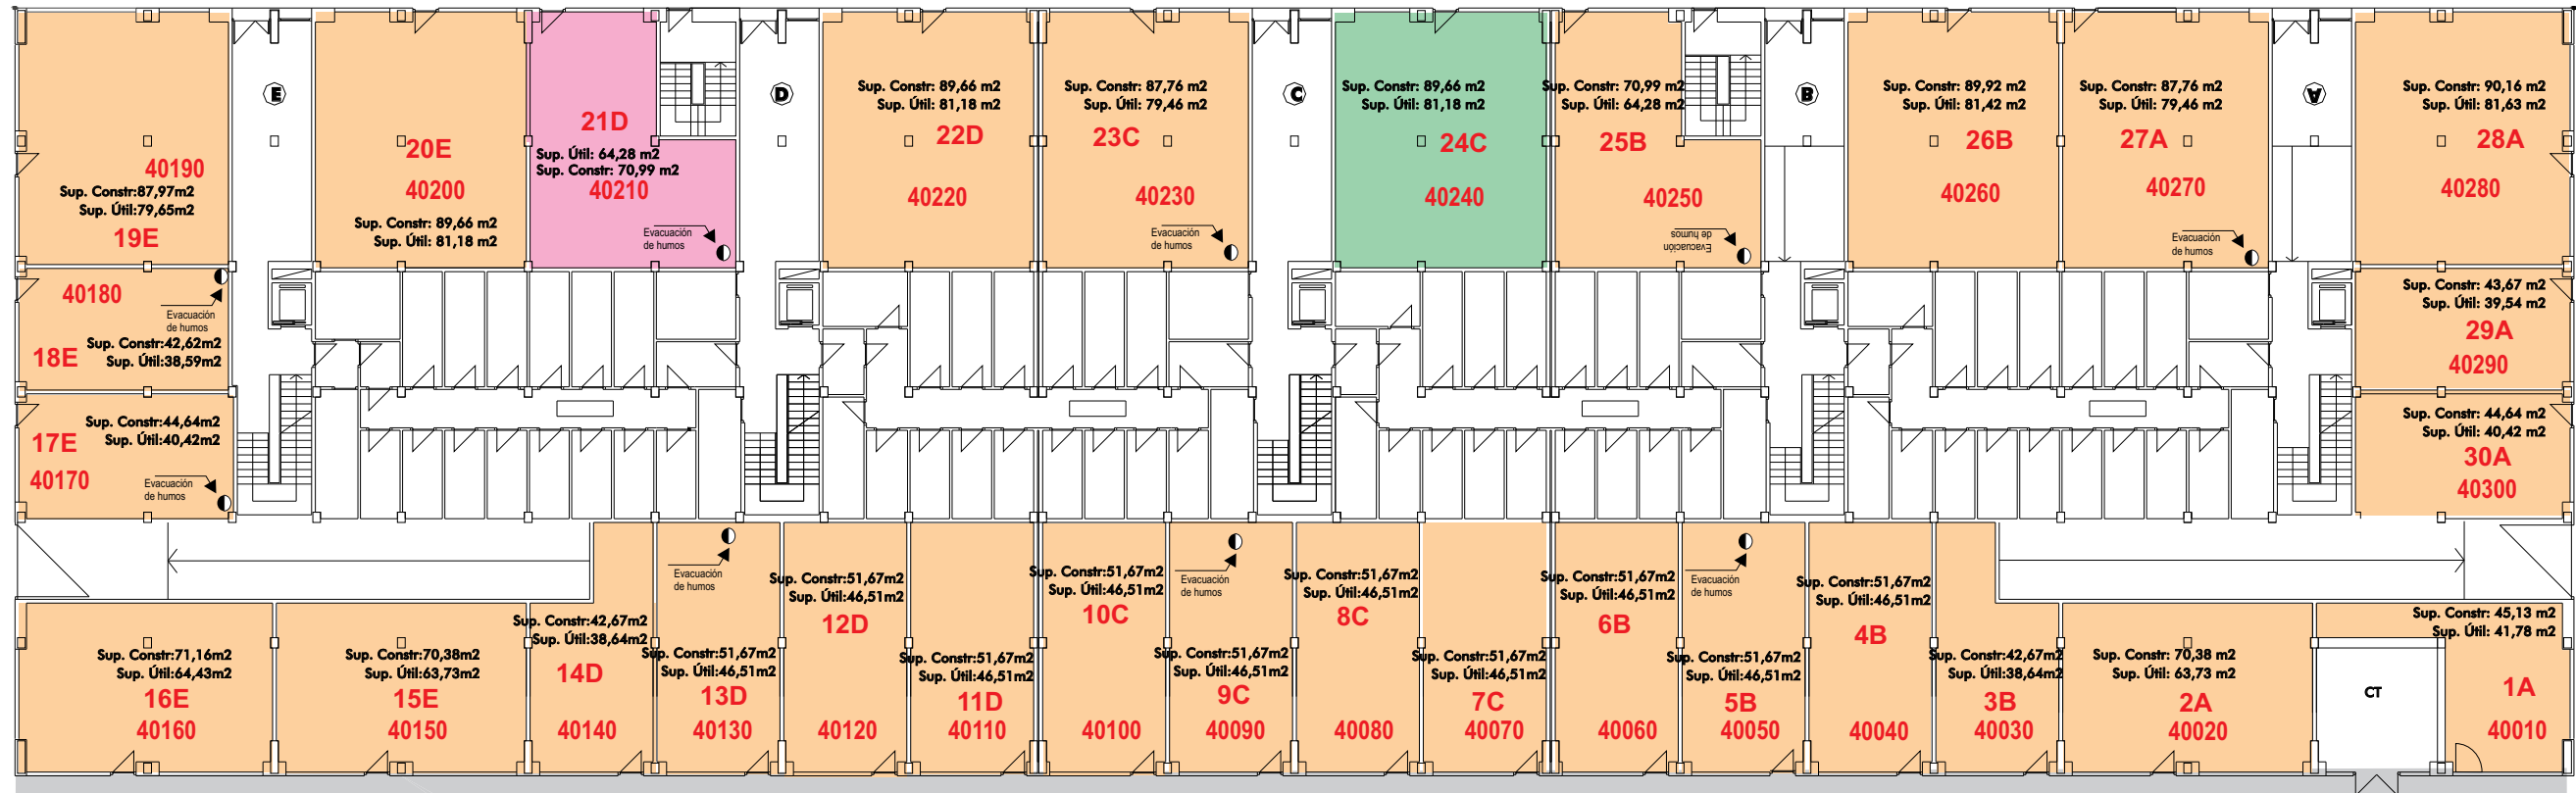 40190
Sup. Constr:87,97m2
Sup. Útil:79,65m2
19E
E
20E
40200
Sup. Constr: 89,66 m2
Sup. Útil: 81,18 m2
21D
Sup. Útil: 64,28 m2
Sup. Constr: 70,99 m2
40210
Evacuación
de humos
D
Sup. Constr: 89,66 m2
Sup. Útil: 81,18 m2
22D
40220
Sup. Constr: 87,76 m2
Sup. Útil: 79,46 m2
23C
40230
Evacuación
de humos
C
Sup. Constr: 89,66 m2
Sup. Útil: 81,18 m2
24C
40240
Sup. Constr: 70,99 m2
Sup. Útil: 64,28 m2
25B
40250
Evacuación
de humos
B
Sup. Constr: 89,92 m2
Sup. Útil: 81,42 m2
26B
40260
Sup. Constr: 87,76 m2
Sup. Útil: 79,46 m2
27A
40270
Evacuación
de humos
A
Sup. Constr: 90,16 m2
Sup. Útil: 81,63 m2
28A
40280
40180
Evacuación
de humos
Sup. Constr:42,62m2
18E
Sup. Útil:38,59m2
Sup. Constr: 43,67 m2
Sup. Útil: 39,54 m2
29A
40290
Sup. Constr:44,64m2
17E
Sup. Útil:40,42m2
40170
Evacuación
de humos
Sup. Constr: 44,64 m2
Sup. Útil: 40,42 m2
30A
40300
Sup. Constr:71,16m2
Sup. Útil:64,43m2
16E
40160
Sup. Constr:70,38m2
Sup. Útil:63,73m2
15E
40150
Sup. Constr:42,67m2
Sup. Útil:38,64m2
14D
40140
Evacuación
de humos
Sup. Constr:51,67m2
Sup. Útil:46,51m2
13D
40130
Sup. Constr:51,67m2
Sup. Útil:46,51m2
12D
40120
Sup. Constr:51,67m2
Sup. Útil:46,51m2
11D
40110
Sup. Constr:51,67m2
Sup. Útil:46,51m2
10C
40100
Evacuación
de humos
Sup. Constr:51,67m2
Sup. Útil:46,51m2
9C
40090
Sup. Constr:51,67m2
Sup. Útil:46,51m2
8C
40080
Sup. Constr:51,67m2
Sup. Útil:46,51m2
7C
40070
Sup. Constr:51,67m2
Sup. Útil:46,51m2
6B
40060
Evacuación
de humos
Sup. Constr:51,67m2
Sup. Útil:46,51m2
5B
40050
Sup. Constr:51,67m2
Sup. Útil:46,51m2
4B
40040
Sup. Constr:42,67m2
Sup. Útil:38,64m2
3B
40030
Sup. Constr: 70,38 m2
Sup. Útil: 63,73 m2
2A
40020
CT
Sup. Constr: 45,13 m2
Sup. Útil: 41,78 m2
1A
40010